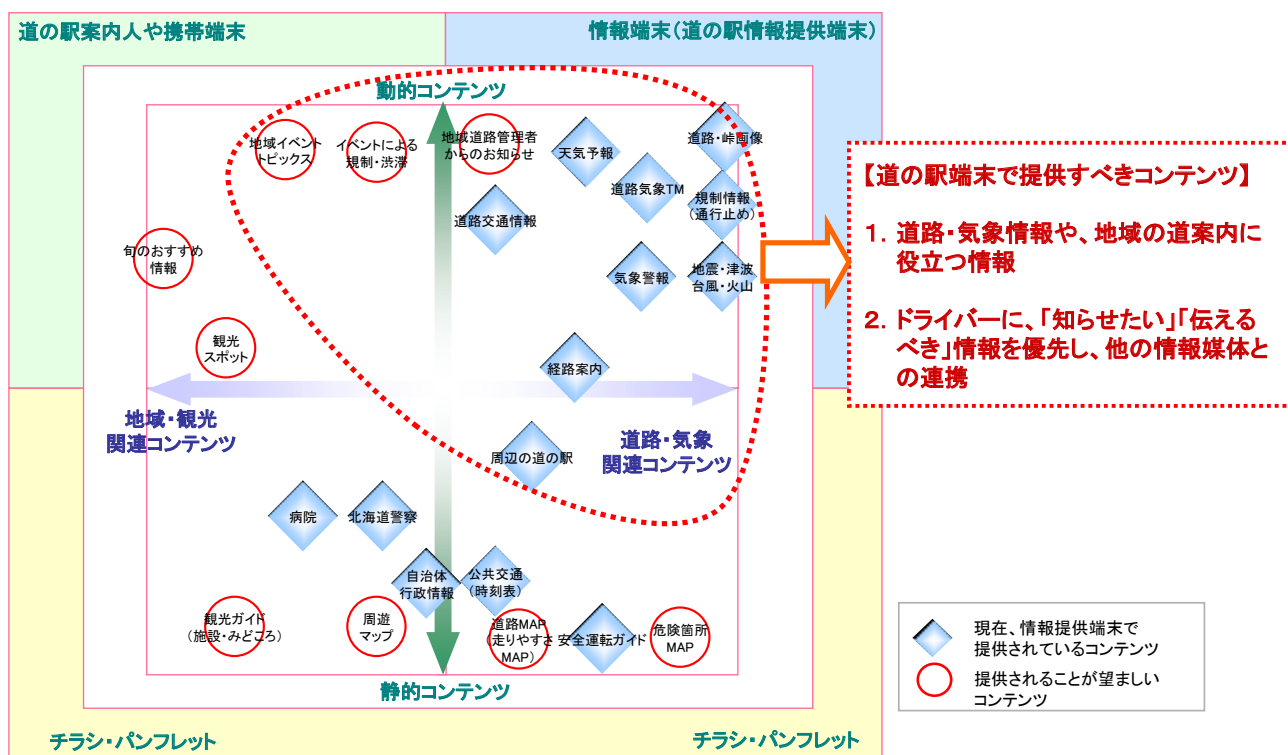 道の駅案内人や携帯端末
情報端末(道の駅情報提供端末)
動的コンテンツ
地域イベント
トピックス
イベントによる
規制・渋滞
地域道路管理者
からのお知らせ
天気予報
道路・峠画像
道路気象TM
規制情報
(通行止め)
道路交通情報
旬のおすすめ
情報
気象警報
地震・津波
台風・火山
観光
スポット
経路案内
地域・観光
関連コンテンツ
道路・気象
関連コンテンツ
周辺の道の駅
病院
北海道警察
自治体
行政情報
公共交通
(時刻表)
観光ガイド
(施設・みどころ)
周遊
マップ
道路MAP
(走りやすさ
MAP)
安全運転ガイド
危険箇所
MAP
静的コンテンツ
チラシ・パンフレット
チラシ・パンフレット
【道の駅端末で提供すべきコンテンツ】
1. 道路・気象情報や、地域の道案内に
役立つ情報
2. ドライバーに、「知らせたい」「伝える
べき」情報を優先し、他の情報媒体と
の連携
現在、情報提供端末で
提供されているコンテンツ
提供されることが望ましい
コンテンツ